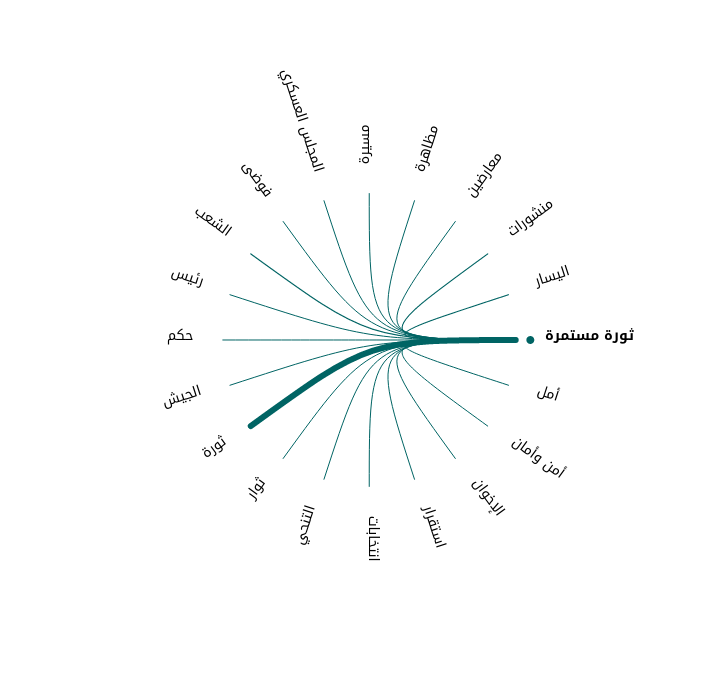 ثورة مستمرة
اليسار
منشورات
معارضين
مظاهرة
مسيرة
المجلس العسكري
فوضى
الشعب
رئيس
حكم
الجيش
ثورة
ثوار
التنحي
انتخابات
استقرار
الإخوان
أمن وأمان
أمل